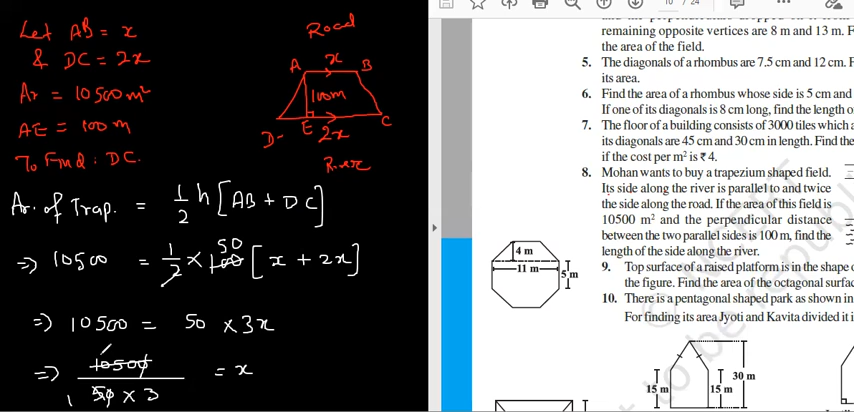 Let AB = x
& DC = 2x
Ar = 10500m²
AE = 100 m
To Find : DC.
Road
x
A B
100m
D E C
2x
Ar. of Trap. = 1/2 h [AB + DC]
=> 10500 = 1/2 × 100 50 [x + 2x]
=> 10500 = 50 × 3x
=> 10500 / 50 × 3 = x
10 / 24
remaining opposite vertices are 8 m and 13 m. F
the area of the field.
5. The diagonals of a rhombus are 7.5 cm and 12 cm. F
its area.
6. Find the area of a rhombus whose side is 5 cm and
If one of its diagonals is 8 cm long, find the length o
7. The floor of a building consists of 3000 tiles which a
its diagonals are 45 cm and 30 cm in length. Find the
if the cost per m² is ₹ 4.
8. Mohan wants to buy a trapezium shaped field.
Its side along the river is parallel to and twice
the side along the road. If the area of this field is
10500 m² and the perpendicular distance
between the two parallel sides is 100 m, find the
length of the side along the river.
9. Top surface of a raised platform is in the shape o
the figure. Find the area of the octagonal surfac
10. There is a pentagonal shaped park as shown in
For finding its area Jyoti and Kavita divided it i
4 m
11 m
5 m
15 m
15 m
30 m